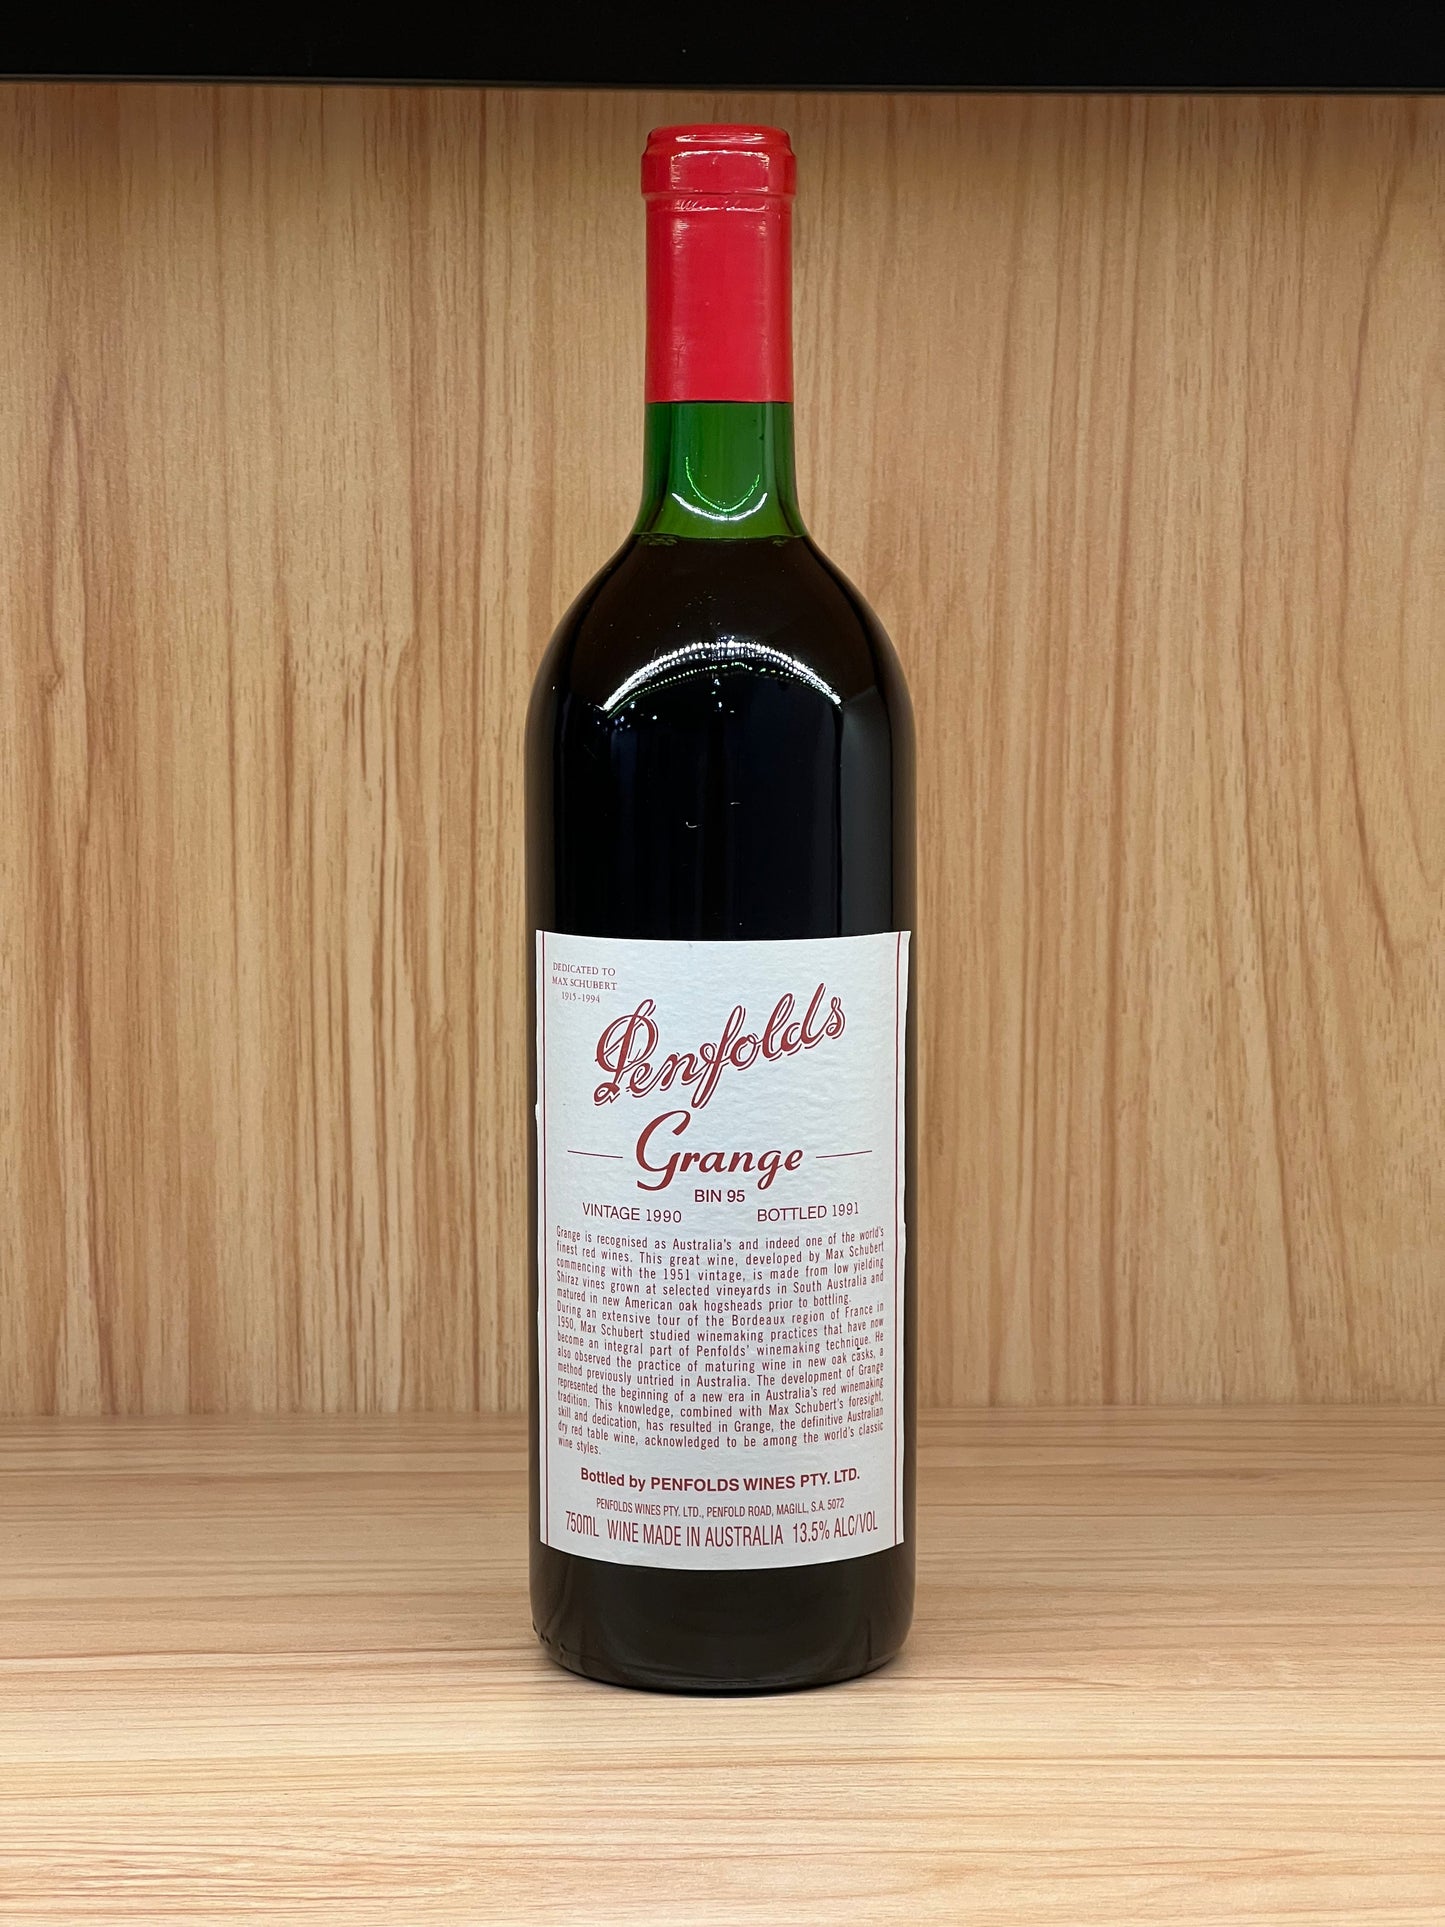 DEDICATED TO
MAX SCHUBERT
1915-1994
Penfolds
Grange
BIN 95
VINTAGE 1990 BOTTLED 1991
Grange is recognised as Australia's and indeed one of the world's
finest red wines. This great wine, developed by Max Schubert
commencing with the 1951 vintage, is made from low yielding
Shiraz vines grown at selected vineyards in South Australia and
matured in new American oak hogsheads prior to bottling.
During an extensive tour of the Bordeaux region of France in
1950, Max Schubert studied winemaking practices that have now
become an integral part of Penfolds' winemaking technique. He
also observed the practice of maturing wine in new oak casks, a
method previously untried in Australia. The development of Grange
represented the beginning of a new era in Australia's red winemaking
tradition. This knowledge, combined with Max Schubert's foresight,
skill and dedication, has resulted in Grange, the definitive Australian
dry red table wine, acknowledged to be among the world's classic
wine styles.
Bottled by PENFOLDS WINES PTY. LTD.
PENFOLDS WINES PTY. LTD., PENFOLD ROAD, MAGILL, S.A. 5072
750mL WINE MADE IN AUSTRALIA 13.5% ALC/VOL